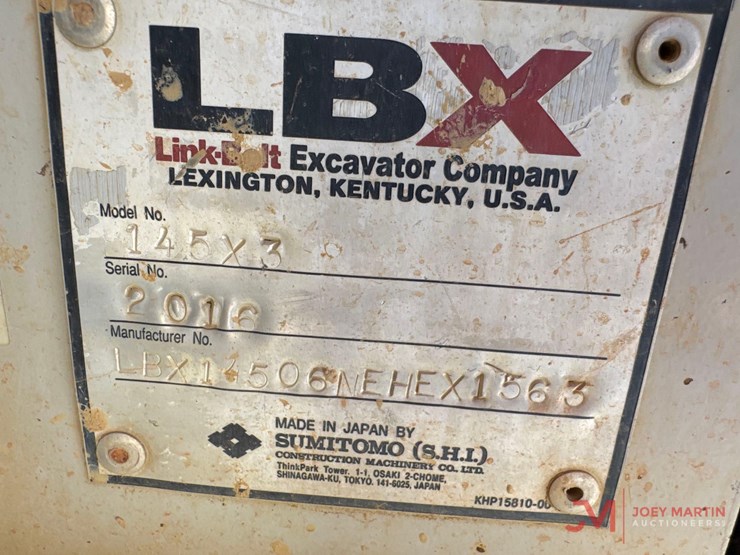 LBX
Link-Belt Excavator Company
LEXINGTON, KENTUCKY, U.S.A.
Model No.
145X3
Serial No.
2016
Manufacturer No.
LBX14506NEHEX1563
MADE IN JAPAN BY
SUMITOMO (S.H.I.)
CONSTRUCTION MACHINERY CO., LTD.
ThinkPark Tower. 1-1, OSAKI 2-CHOME,
SHINAGAWA-KU, TOKYO. 141-6025, JAPAN
KHP15810-00
JM JOEY MARTIN
AUCTIONEERS